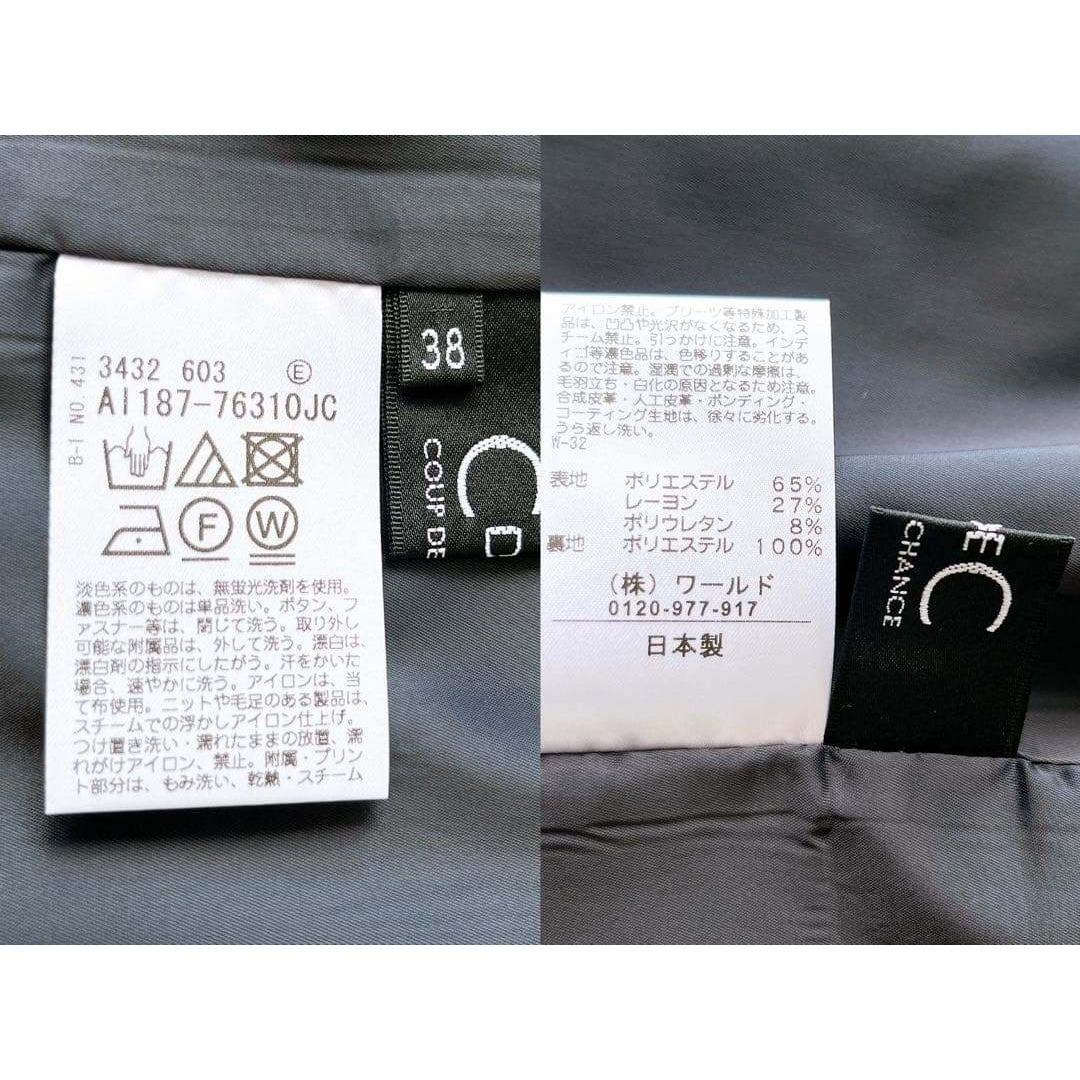 B-I NO.431
3432 603 Ⓔ
AI187-76310JC
F
W
淡色系のものは、無蛍光洗剤を使用。
濃色系のものは単品洗い。ボタン、フ
ァスナー等は、閉じて洗う。取り外し
可能な附属品は、外して洗う。漂白は、
漂白剤の指示にしたがう。汗をかいた
場合、速やかに洗う。アイロンは、当
て布使用。ニットや毛足のある製品は、
スチームでの浮かしアイロン仕上げ。
つけ置き洗い・濡れたままの放置、濡
れがけアイロン、禁止。附属・プリン
ト部分は、もみ洗い、乾熱・スチーム
38
C D
COUP DE
アイロン禁止。プリーツ等特殊加工製
品は、凹凸や光沢がなくなるため、ス
チーム禁止。引っかけに注意。インデ
ィゴ等濃色品は、色移りすることがあ
るので注意。湿潤での過剰な摩擦は、
毛羽立ち・白化の原因となるため注意。
合成皮革・人工皮革・ボンディング・
コーティング生地は、徐々に劣化する。
うら返し洗い。
W-32
表地 ポリエステル 65%
レーヨン 27%
ポリウレタン 8%
裏地 ポリエステル 100%
(株) ワールド
0120-977-917
日本製
E C
CHANCE